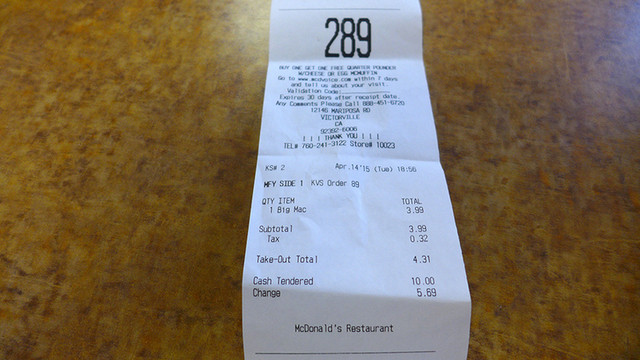 289
BUY ONE GET ONE FREE QUARTER POUNDER
W/CHEESE OR EGG MCMUFFIN
Go to www.mcdvoice.com within 7 days
and tell us about your visit.
Validation Code:
Expires 30 days after receipt date.
Any Comments Please Call 888-451-6720
12146 MARIPOSA RD
VICTORVILLE
CA
92392-6006
! ! ! THANK YOU ! ! !
TEL# 760-241-3122 Store# 10023
KS# 2 Apr.14'15 (Tue) 18:56
MFY SIDE 1 KVS Order 89
QTY ITEM TOTAL
1 Big Mac 3.99
Subtotal 3.99
Tax 0.32
Take-Out Total 4.31
Cash Tendered 10.00
Change 5.69
McDonald's Restaurant